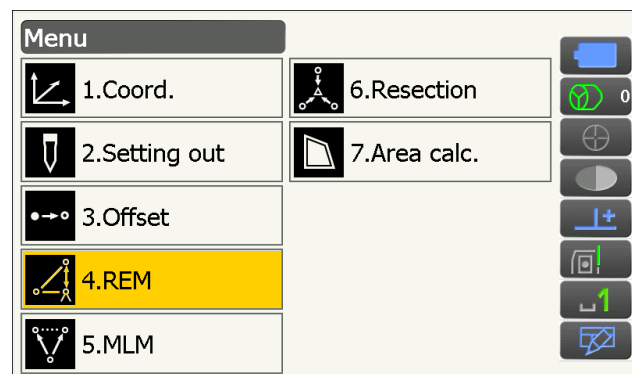 Menu
1.Coord.
2.Setting out
3.Offset
4.REM
5.MLM
6.Resection
7.Area calc.
0
1